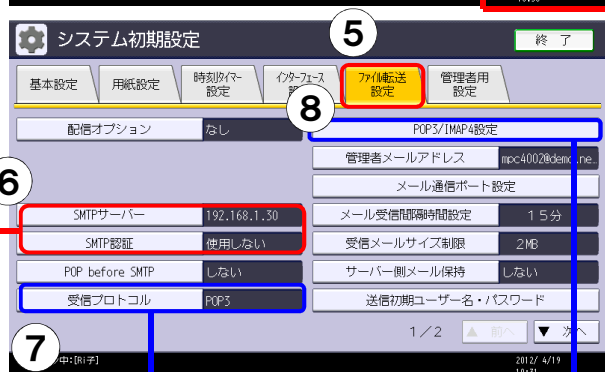 システム初期設定
5
終 了
基本設定
用紙設定
時刻タイマー
設定
インターフェース
ファイル転送
設定
管理者用
設定
8
配信オプション なし
POP3/IMAP4設定
管理者メールアドレス mpc4002@demo.ne..
メール通信ポート設定
6
SMTPサーバー 192.168.1.30
メール受信間隔時間設定 15分
SMTP認証 使用しない
受信メールサイズ制限 2MB
POP before SMTP しない
サーバー側メール保持 しない
受信プロトコル POP3
送信初期ユーザー名・パスワード
1/2 ▲ 前へ ▼ 次へ
7
中:[Ri子]
2012/ 4/19